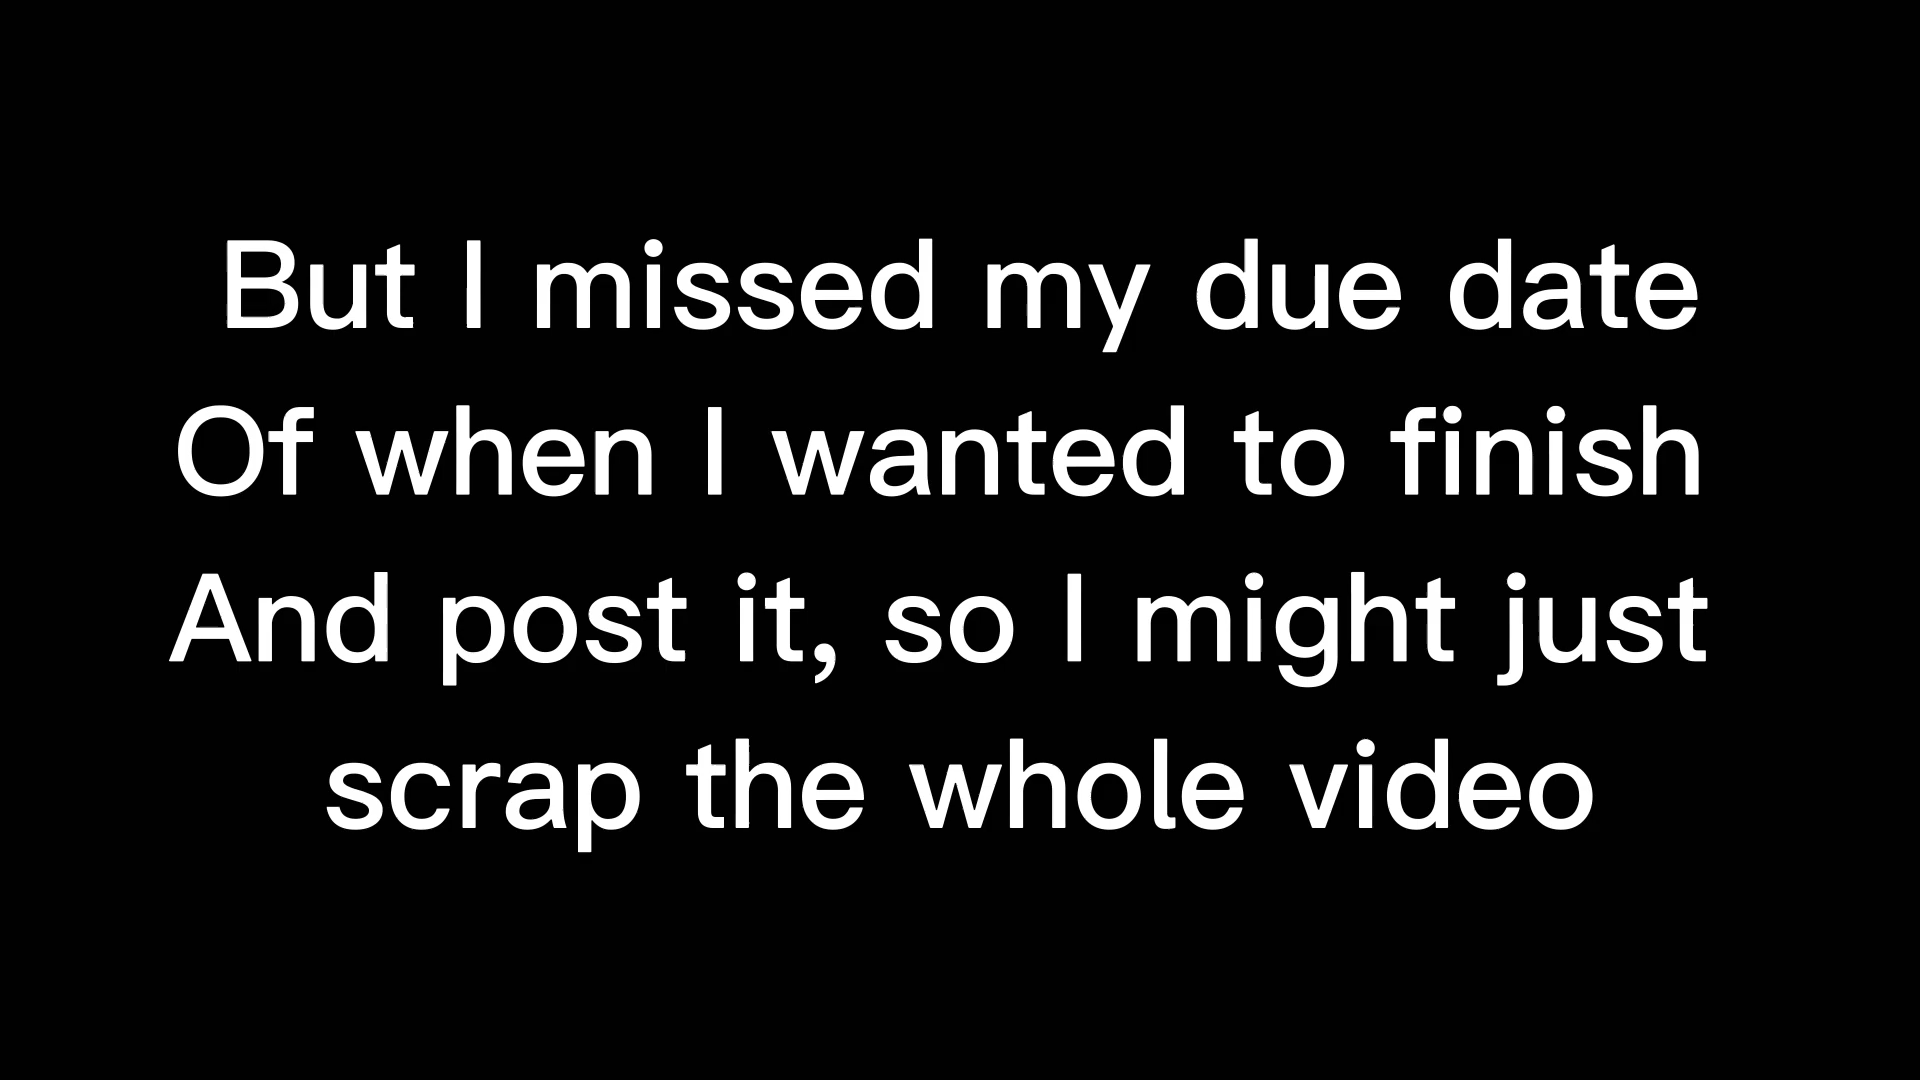 But I missed my due date
Of when I wanted to finish
And post it, so I might just
scrap the whole video